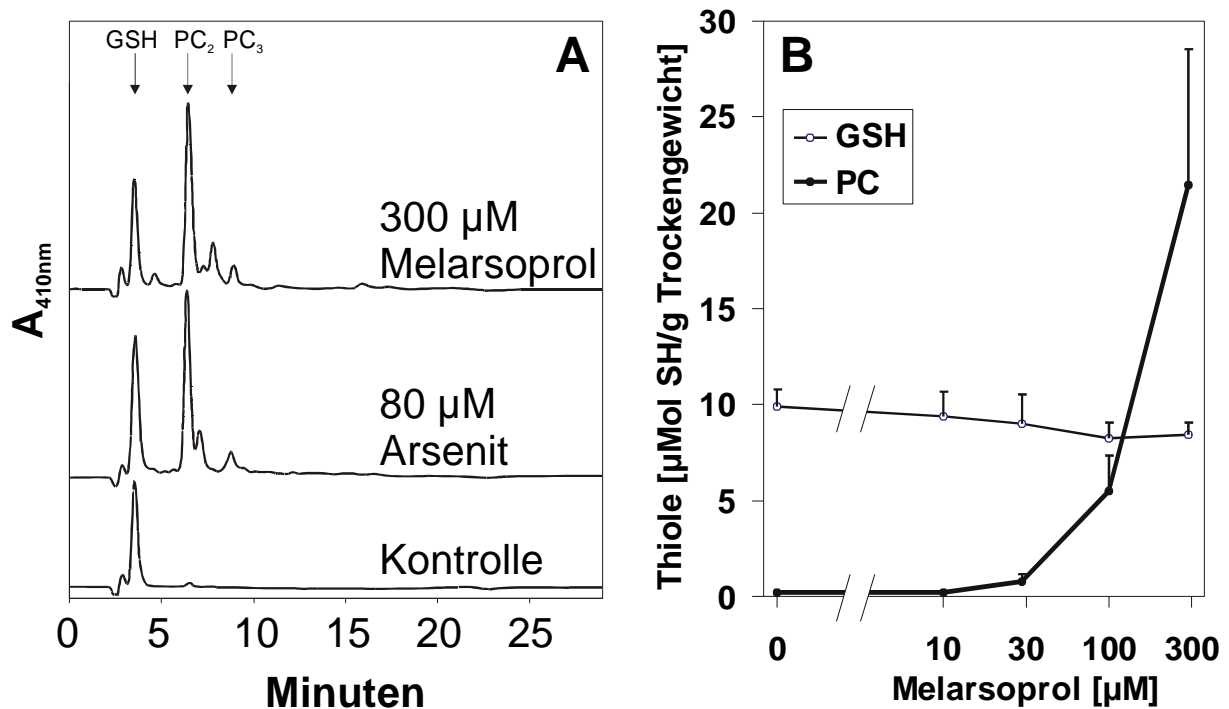 A
GSH PC₂ PC₃
300 µM
Melarsoprol
80 µM
Arsenit
Kontrolle
A₄₁₀ₙₘ
0 5 10 15 20 25
Minuten
B
GSH
PC
Thiole [µMol SH/g Trockengewicht]
30
25
20
15
10
5
0
0 10 30 100 300
Melarsoprol [µM]